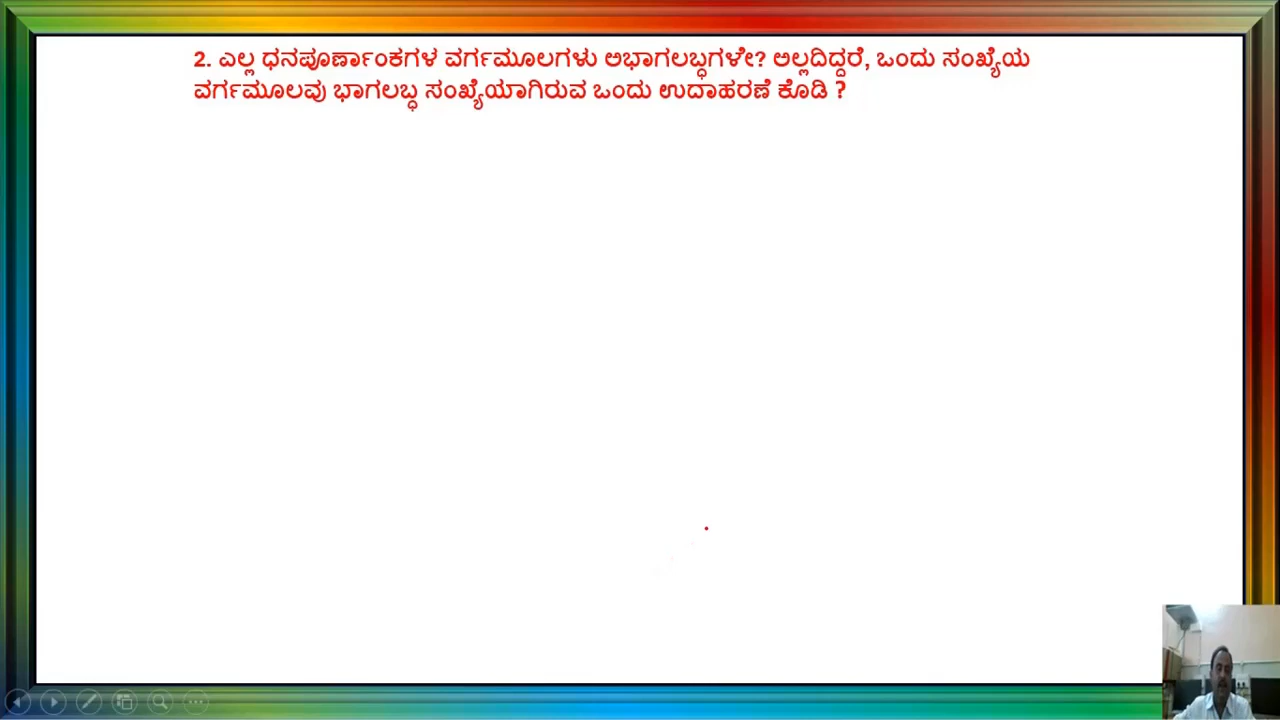 2. ಎಲ್ಲ ಧನಪೂರ್ಣಾಂಕಗಳ ವರ್ಗಮೂಲಗಳು ಅಭಾಗಲಬ್ಧಗಳೇ? ಅಲ್ಲದಿದ್ದರೆ, ಒಂದು ಸಂಖ್ಯೆಯ
ವರ್ಗಮೂಲವು ಭಾಗಲಬ್ಧ ಸಂಖ್ಯೆಯಾಗಿರುವ ಒಂದು ಉದಾಹರಣೆ ಕೊಡಿ ?